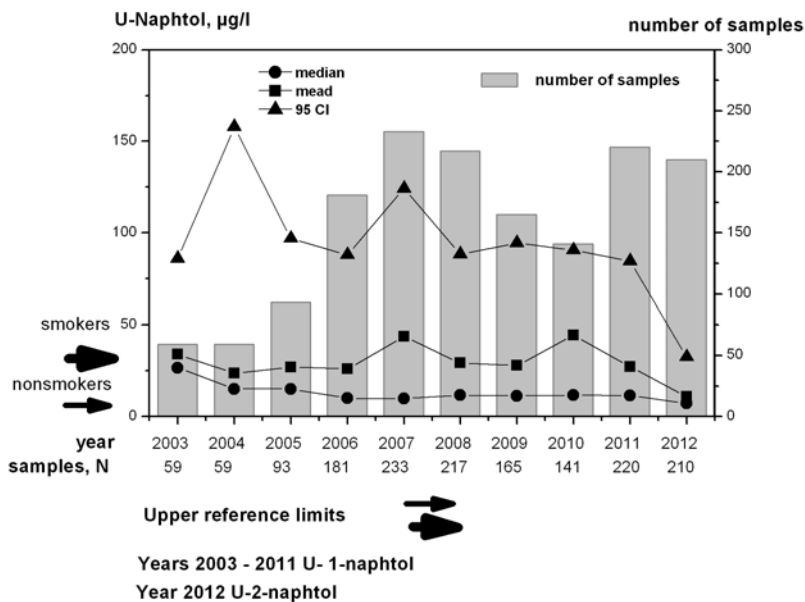 U-Naphtol, µg/l
number of samples
200
150
100
50
0
300
250
200
150
100
50
0
median
mead
95 CI
number of samples
smokers
nonsmokers
year 2003 2004 2005 2006 2007 2008 2009 2010 2011 2012
samples, N 59 59 93 181 233 217 165 141 220 210
Upper reference limits
Years 2003 - 2011 U- 1-naphtol
Year 2012 U-2-naphtol